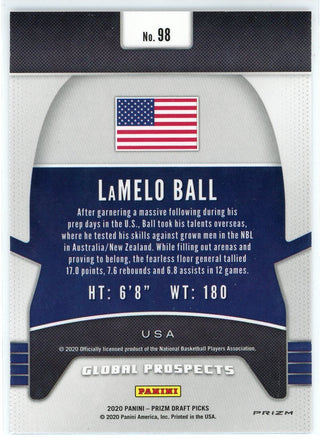 No. 98
LaMELO BALL
After garnering a massive following during his
prep days in the U.S., Ball took his talents overseas,
where he tested his skills against grown men in the NBL
in Australia/New Zealand. While filling out arenas and
proving to belong, the fearless floor general tallied
17.0 points, 7.6 rebounds and 6.8 assists in 12 games.
HT: 6'8" WT: 180
USA
© 2020 Officially licensed product of the National Basketball Players Association.
GLOBAL PROSPECTS
PANINI
2020 PANINI – PRIZM DRAFT PICKS
© 2020 Panini America, Inc. Printed in the USA.
PRIZM